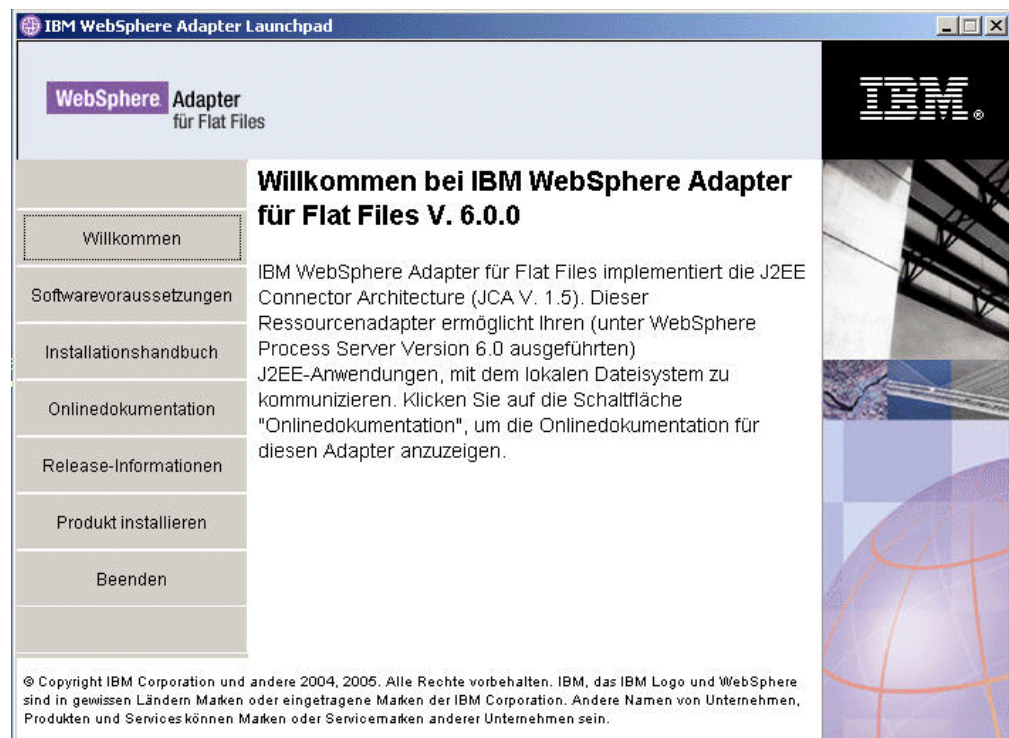 IBM WebSphere Adapter Launchpad
WebSphere Adapter
für Flat Files
IBM®
Willkommen bei IBM WebSphere Adapter
für Flat Files V. 6.0.0
Willkommen
Softwarevoraussetzungen
Installationshandbuch
Onlinedokumentation
Release-Informationen
Produkt installieren
Beenden
IBM WebSphere Adapter für Flat Files implementiert die J2EE
Connector Architecture (JCA V. 1.5). Dieser
Ressourcenadapter ermöglicht Ihren (unter WebSphere
Process Server Version 6.0 ausgeführten)
J2EE-Anwendungen, mit dem lokalen Dateisystem zu
kommunizieren. Klicken Sie auf die Schaltfläche
"Onlinedokumentation", um die Onlinedokumentation für
diesen Adapter anzuzeigen.
© Copyright IBM Corporation und andere 2004, 2005. Alle Rechte vorbehalten. IBM, das IBM Logo und WebSphere
sind in gewissen Ländern Marken oder eingetragene Marken der IBM Corporation. Andere Namen von Unternehmen,
Produkten und Services können Marken oder Servicemarken anderer Unternehmen sein.